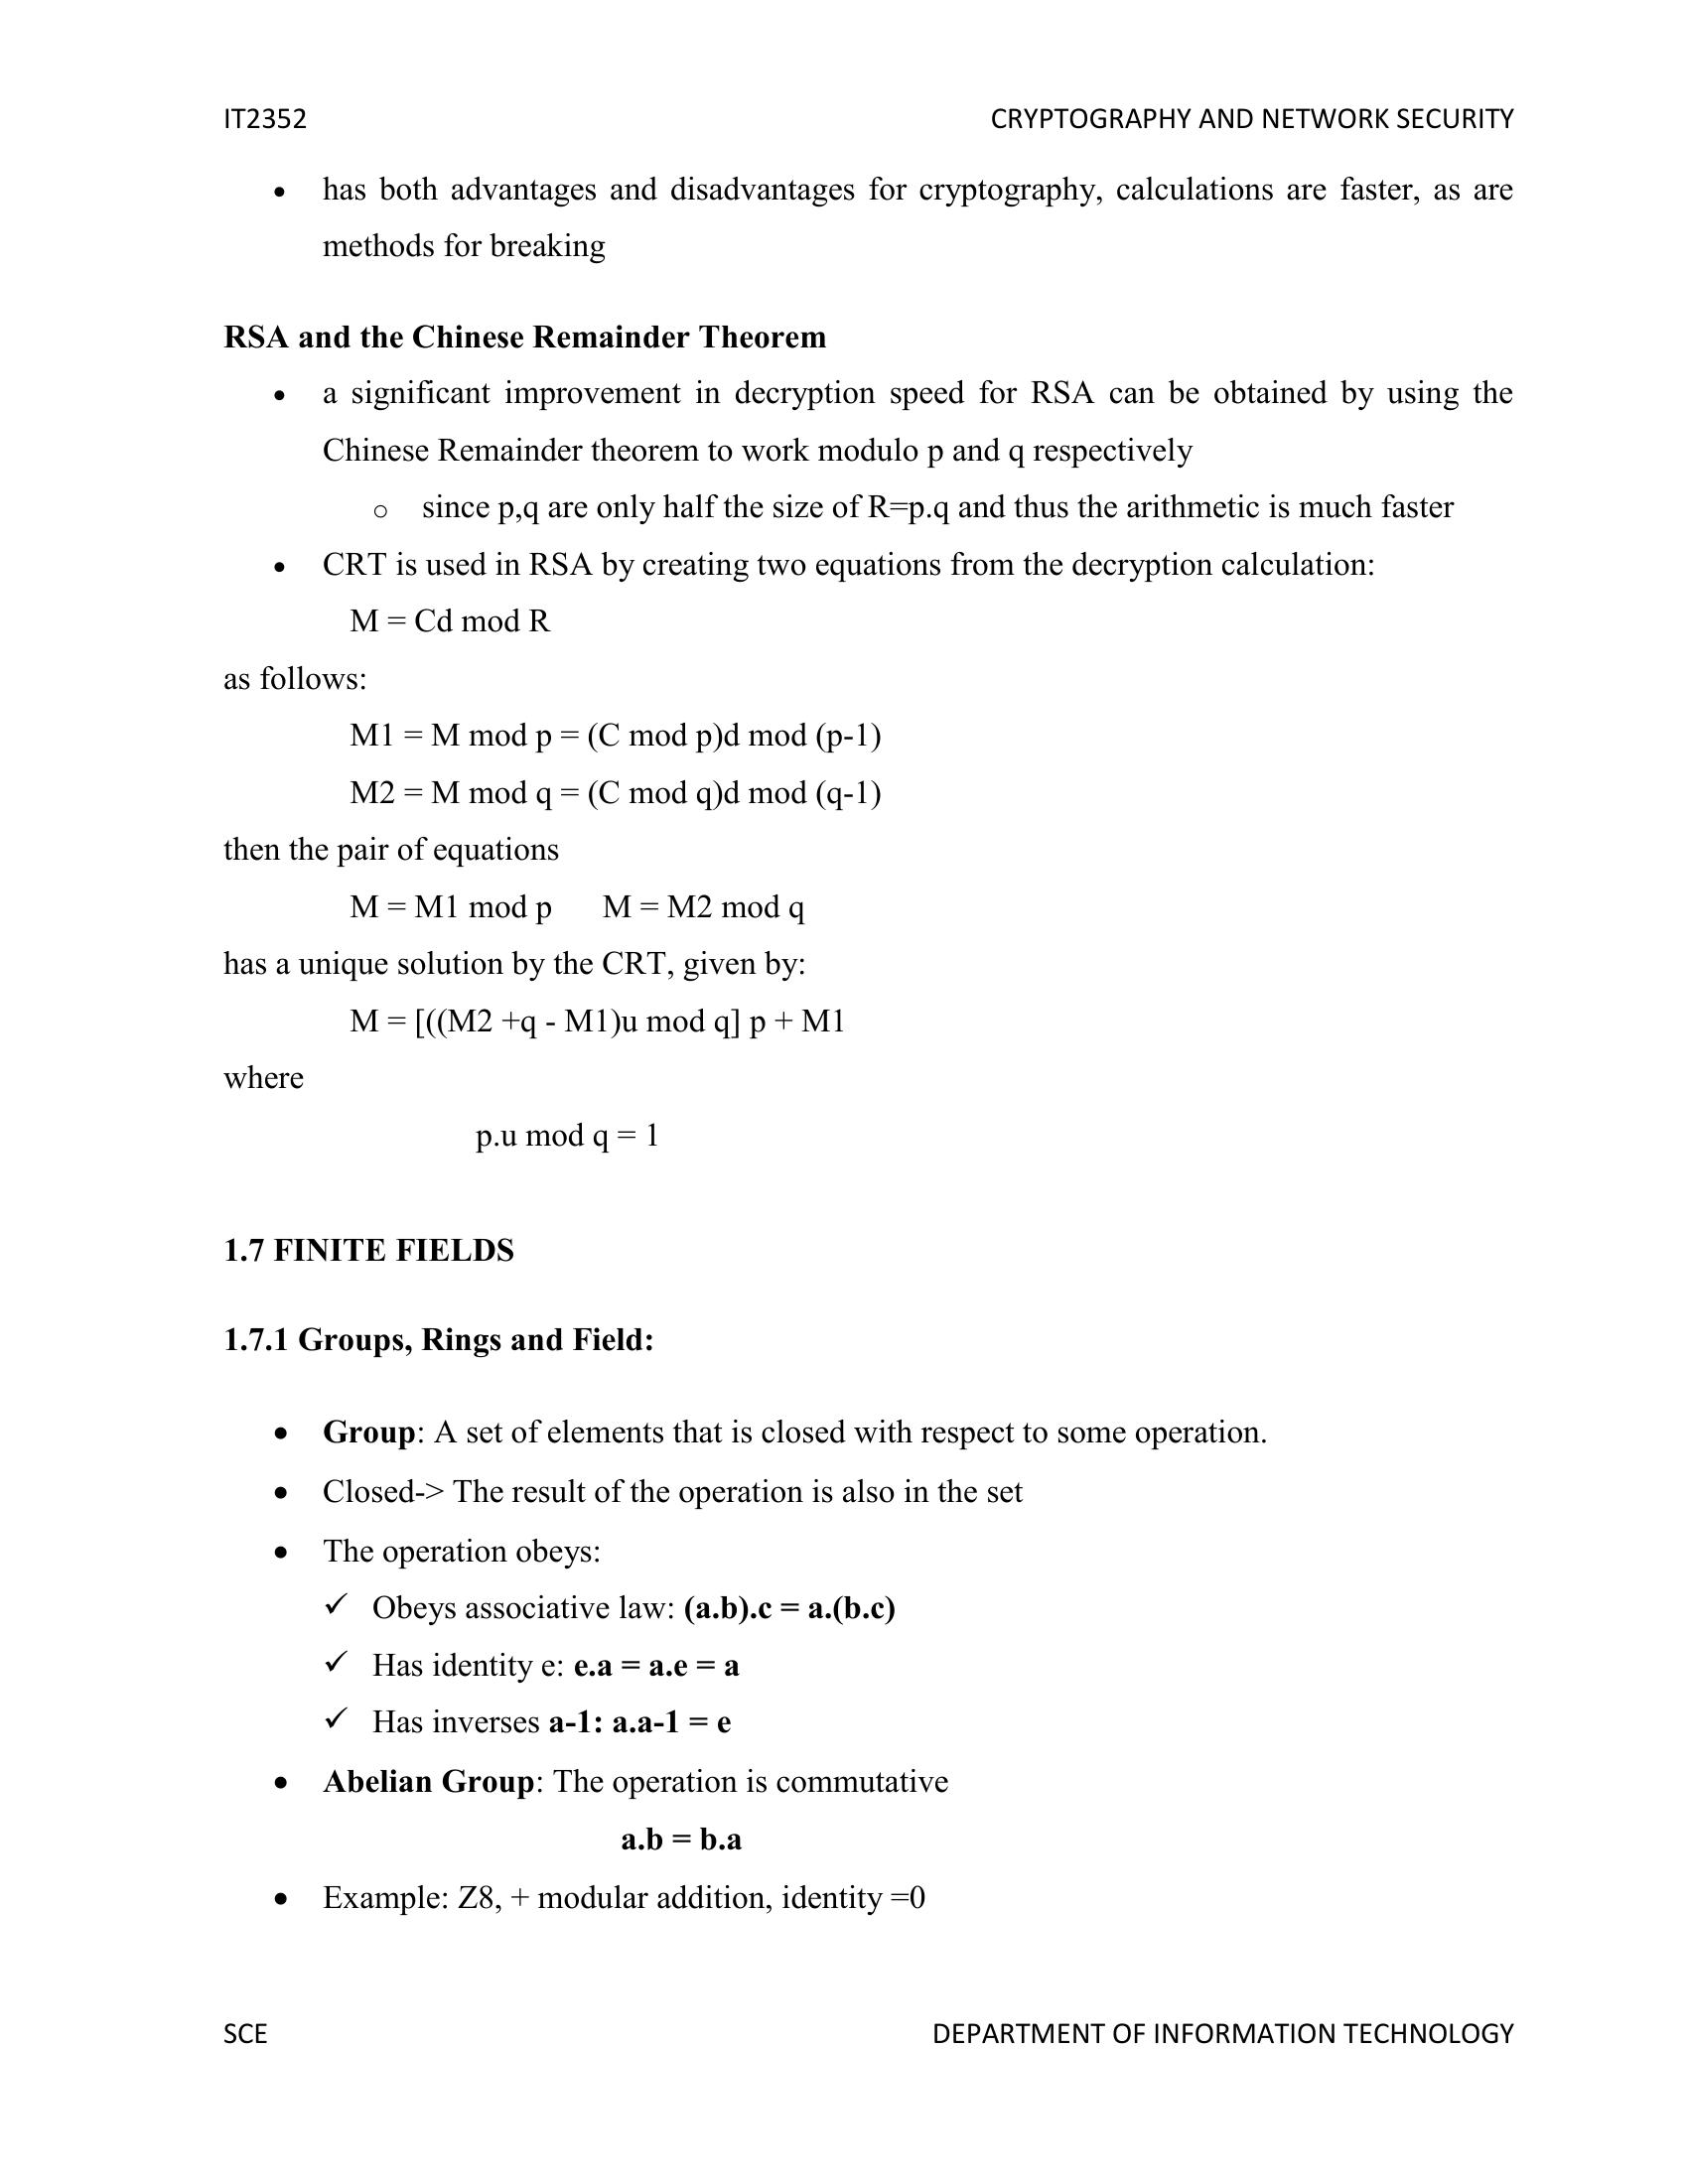 IT2352 CRYPTOGRAPHY AND NETWORK SECURITY
• has both advantages and disadvantages for cryptography, calculations are faster, as are
methods for breaking
RSA and the Chinese Remainder Theorem
• a significant improvement in decryption speed for RSA can be obtained by using the
Chinese Remainder theorem to work modulo p and q respectively
o since p,q are only half the size of R=p.q and thus the arithmetic is much faster
• CRT is used in RSA by creating two equations from the decryption calculation:
M = Cd mod R
as follows:
M1 = M mod p = (C mod p)d mod (p-1)
M2 = M mod q = (C mod q)d mod (q-1)
then the pair of equations
M = M1 mod p M = M2 mod q
has a unique solution by the CRT, given by:
M = [((M2 +q - M1)u mod q] p + M1
where
p.u mod q = 1
1.7 FINITE FIELDS
1.7.1 Groups, Rings and Field:
• Group: A set of elements that is closed with respect to some operation.
• Closed-> The result of the operation is also in the set
• The operation obeys:
✓ Obeys associative law: (a.b).c = a.(b.c)
✓ Has identity e: e.a = a.e = a
✓ Has inverses a-1: a.a-1 = e
• Abelian Group: The operation is commutative
a.b = b.a
• Example: Z8, + modular addition, identity =0
SCE DEPARTMENT OF INFORMATION TECHNOLOGY